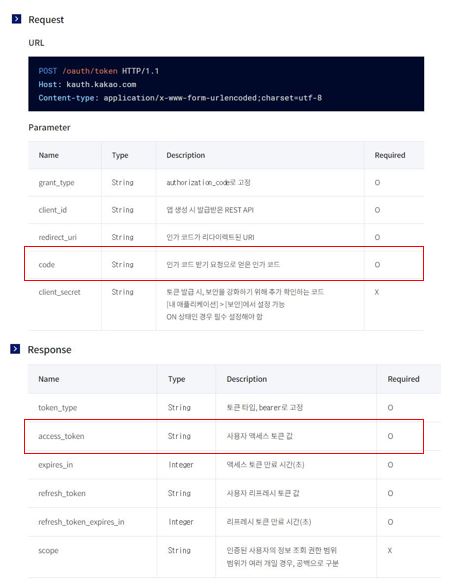 Request
URL
POST /oauth/token HTTP/1.1
Host: kauth.kakao.com
Content-type: application/x-www-form-urlencoded;charset=utf-8
Parameter
Name Type Description Required
grant_type String authorization_code로 고정 O
client_id String 앱 생성 시 발급받은 REST API O
redirect_uri String 인가 코드가 리다이렉트된 URI O
code String 인가 코드 받기 요청으로 얻은 인가 코드 O
client_secret String 토큰 발급 시, 보안을 강화하기 위해 추가 확인하는 코드 X
[내 애플리케이션] > [보안]에서 설정 가능
ON 상태인 경우 필수 설정해야 함
Response
Name Type Description Required
token_type String 토큰 타입, bearer로 고정 O
access_token String 사용자 액세스 토큰 값 O
expires_in Integer 액세스 토큰 만료 시간(초) O
refresh_token String 사용자 리프레시 토큰 값 O
refresh_token_expires_in Integer 리프레시 토큰 만료 시간(초) O
scope String 인증된 사용자의 정보 조회 권한 범위 X
범위가 여러 개일 경우, 공백으로 구분